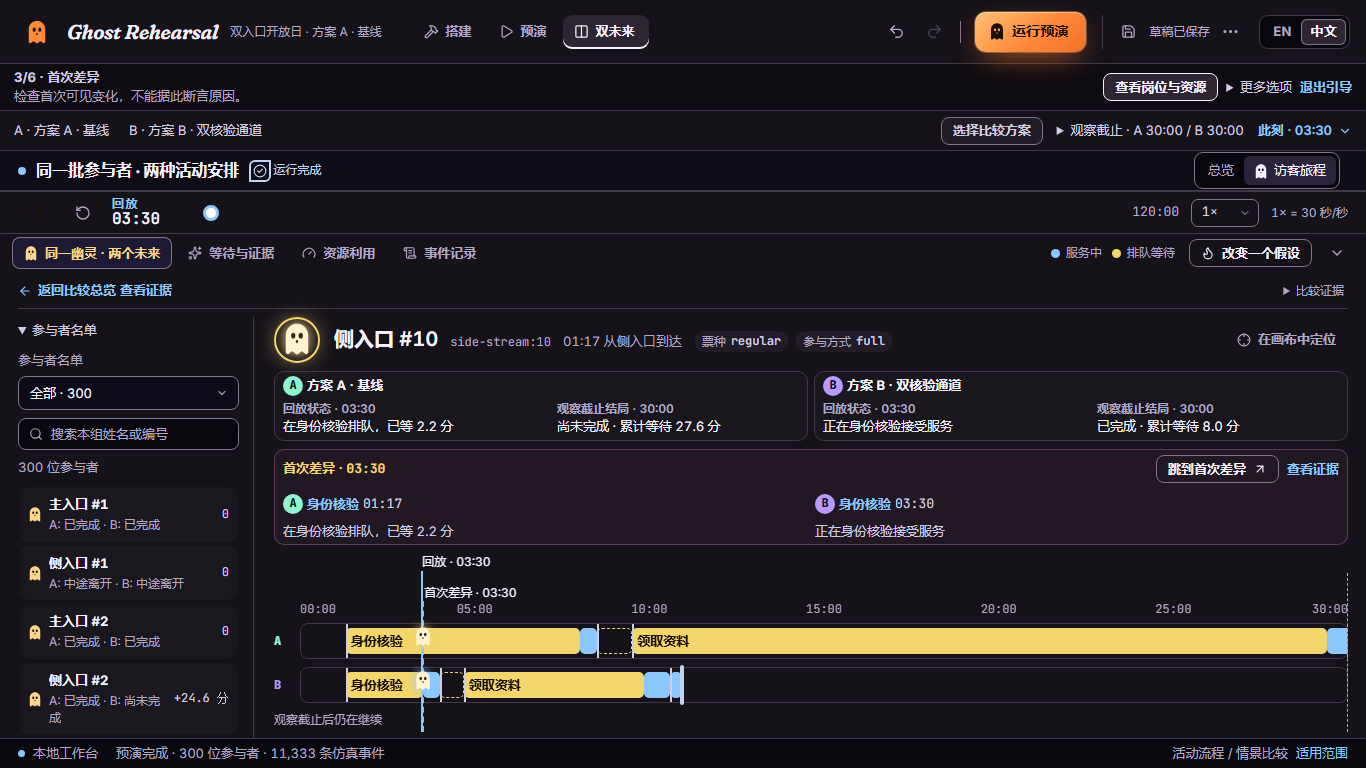 Ghost Rehearsal 双入口开放日 · 方案 A · 基线 搭建 预演 双未来 运行预演 草稿已保存 ··· EN 中文
3/6 · 首次差异
检查首次可见变化，不能据此断言原因。
查看岗位与资源 更多选项 退出引导
A · 方案 A · 基线 B · 方案 B · 双核验通道 选择比较方案 观察截止 · A 30:00 / B 30:00 此刻 · 03:30
同一批参与者 · 两种活动安排 运行完成 总览 访客旅程
回放
03:30
120:00 1× 1× = 30 秒/秒
同一幽灵 · 两个未来 等待与证据 资源利用 事件记录 服务中 排队等待 改变一个假设
返回比较总览 查看证据 比较证据
参与者名单
参与者名单
全部 · 300
搜索本组姓名或编号
300 位参与者
主入口 #1
A: 已完成 · B: 已完成
0
侧入口 #1
A: 中途离开 · B: 中途离开
0
主入口 #2
A: 已完成 · B: 已完成
0
侧入口 #2
A: 已完成 · B: 尚未完成
+24.6 分
侧入口 #10 side-stream:10 01:17 从侧入口到达 票种 regular 参与方式 full 在画布中定位
A 方案 A · 基线
回放状态 · 03:30 观察截止结局 · 30:00
在身份核验排队，已等 2.2 分 尚未完成 · 累计等待 27.6 分
B 方案 B · 双核验通道
回放状态 · 03:30 观察截止结局 · 30:00
正在身份核验接受服务 已完成 · 累计等待 8.0 分
首次差异 · 03:30 跳到首次差异 查看证据
A 身份核验 01:17 B 身份核验 03:30
在身份核验排队，已等 2.2 分 正在身份核验接受服务
回放 · 03:30
首次差异 · 03:30
00:00 05:00 10:00 15:00 20:00 25:00 30:00
A 身份核验 领取资料
B 身份核验 领取资料
观察截止后仍在继续
本地工作台 预演完成 · 300 位参与者 · 11,333 条仿真事件 活动流程 / 情景比较 适用范围